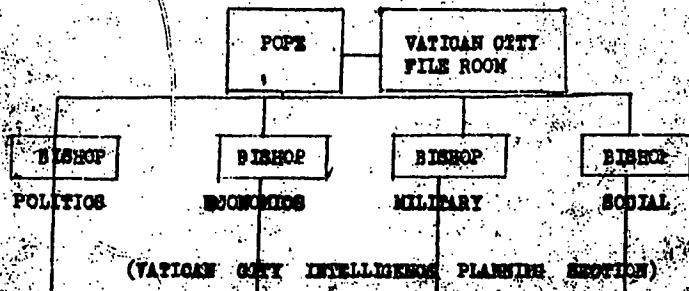 POPE VATICAN CITY
FILE ROOM
BISHOP BISHOP BISHOP BISHOP
POLITICS ECONOMICS MILITARY SOCIAL
(VATICAN CITY INTELLIGENCE PLANNING SECTION)